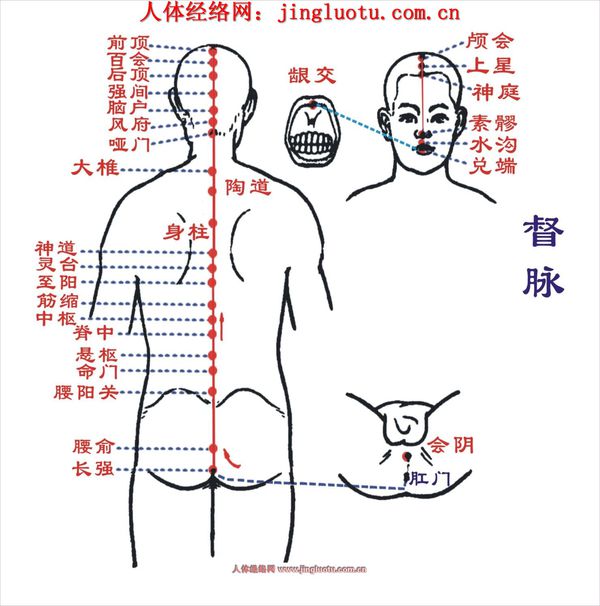 人体经络网：jingluotu.com.cn
前顶
百会
后顶
强间
脑户
风府
哑门
大椎
陶道
身柱
神道
灵台
至阳
筋缩
中枢
脊中
悬枢
命门
腰阳关
腰俞
长强
龈交
颅会
上星
神庭
素髎
水沟
兑端
督脉
会阴
肛门
人体经络网 www.jingluotu.com.cn